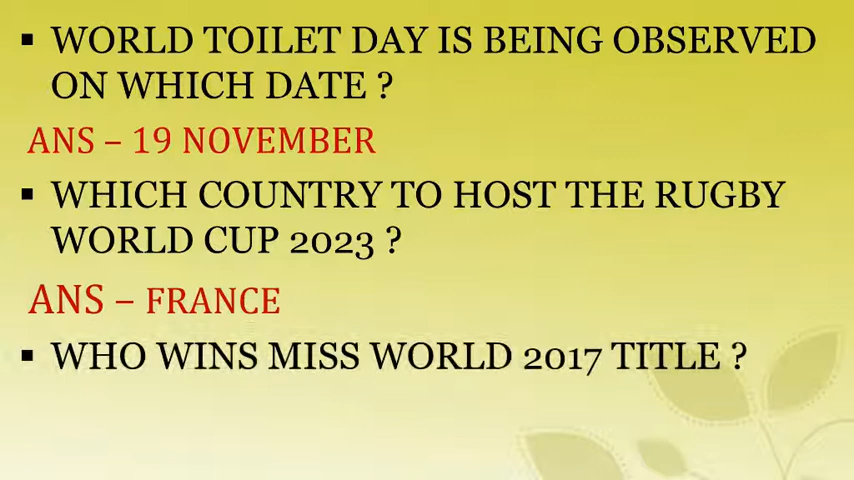 ▪ WORLD TOILET DAY IS BEING OBSERVED
ON WHICH DATE ?
ANS – 19 NOVEMBER
▪ WHICH COUNTRY TO HOST THE RUGBY
WORLD CUP 2023 ?
ANS – FRANCE
▪ WHO WINS MISS WORLD 2017 TITLE ?